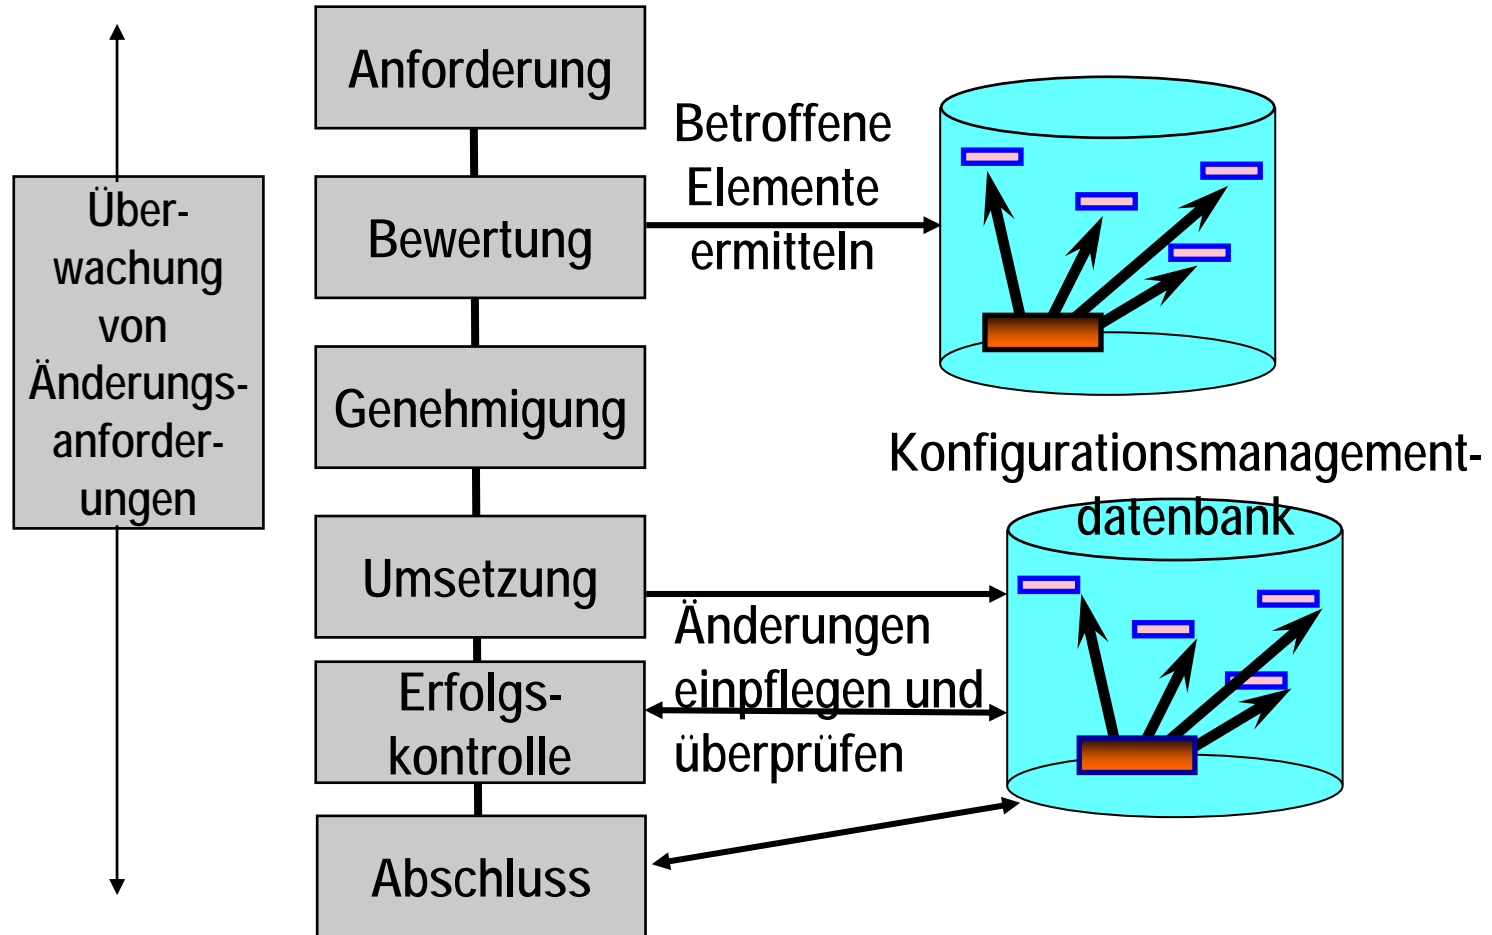 Über-
wachung
von
Änderungs-
anforder-
ungen
Anforderung
Bewertung
Genehmigung
Umsetzung
Erfolgs-
kontrolle
Abschluss
Betroffene
Elemente
ermitteln
Konfigurationsmanagement-
datenbank
Änderungen
einpflegen und
überprüfen